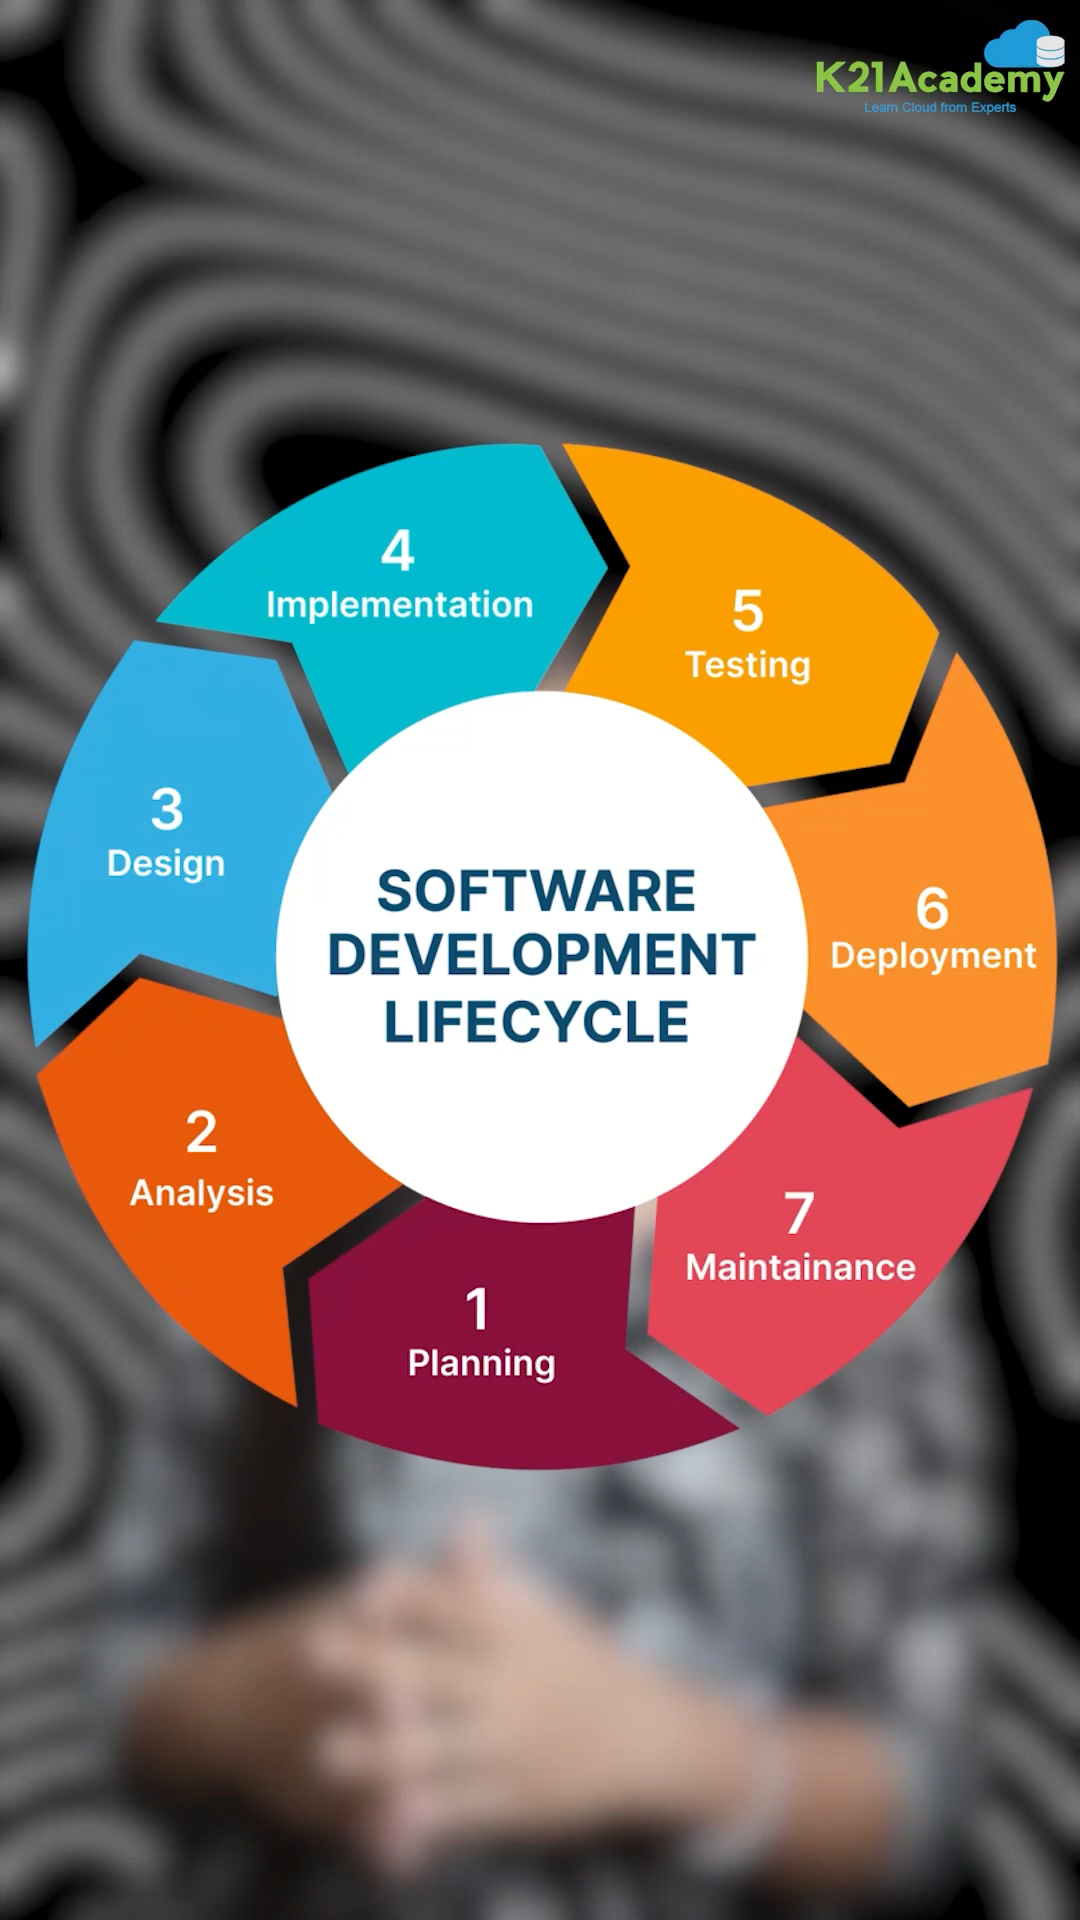 K21Academy
Learn Cloud from Experts
4
Implementation
5
Testing
3
Design
6
Deployment
SOFTWARE
DEVELOPMENT
LIFECYCLE
2
Analysis
7
Maintainance
1
Planning